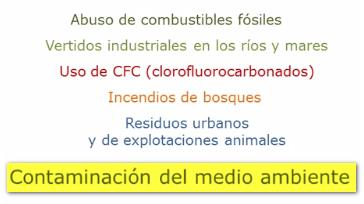 Abuso de combustibles fósiles
Vertidos industriales en los ríos y mares
Uso de CFC (clorofluorocarbonados)
Incendios de bosques
Residuos urbanos
y de explotaciones animales
Contaminación del medio ambiente